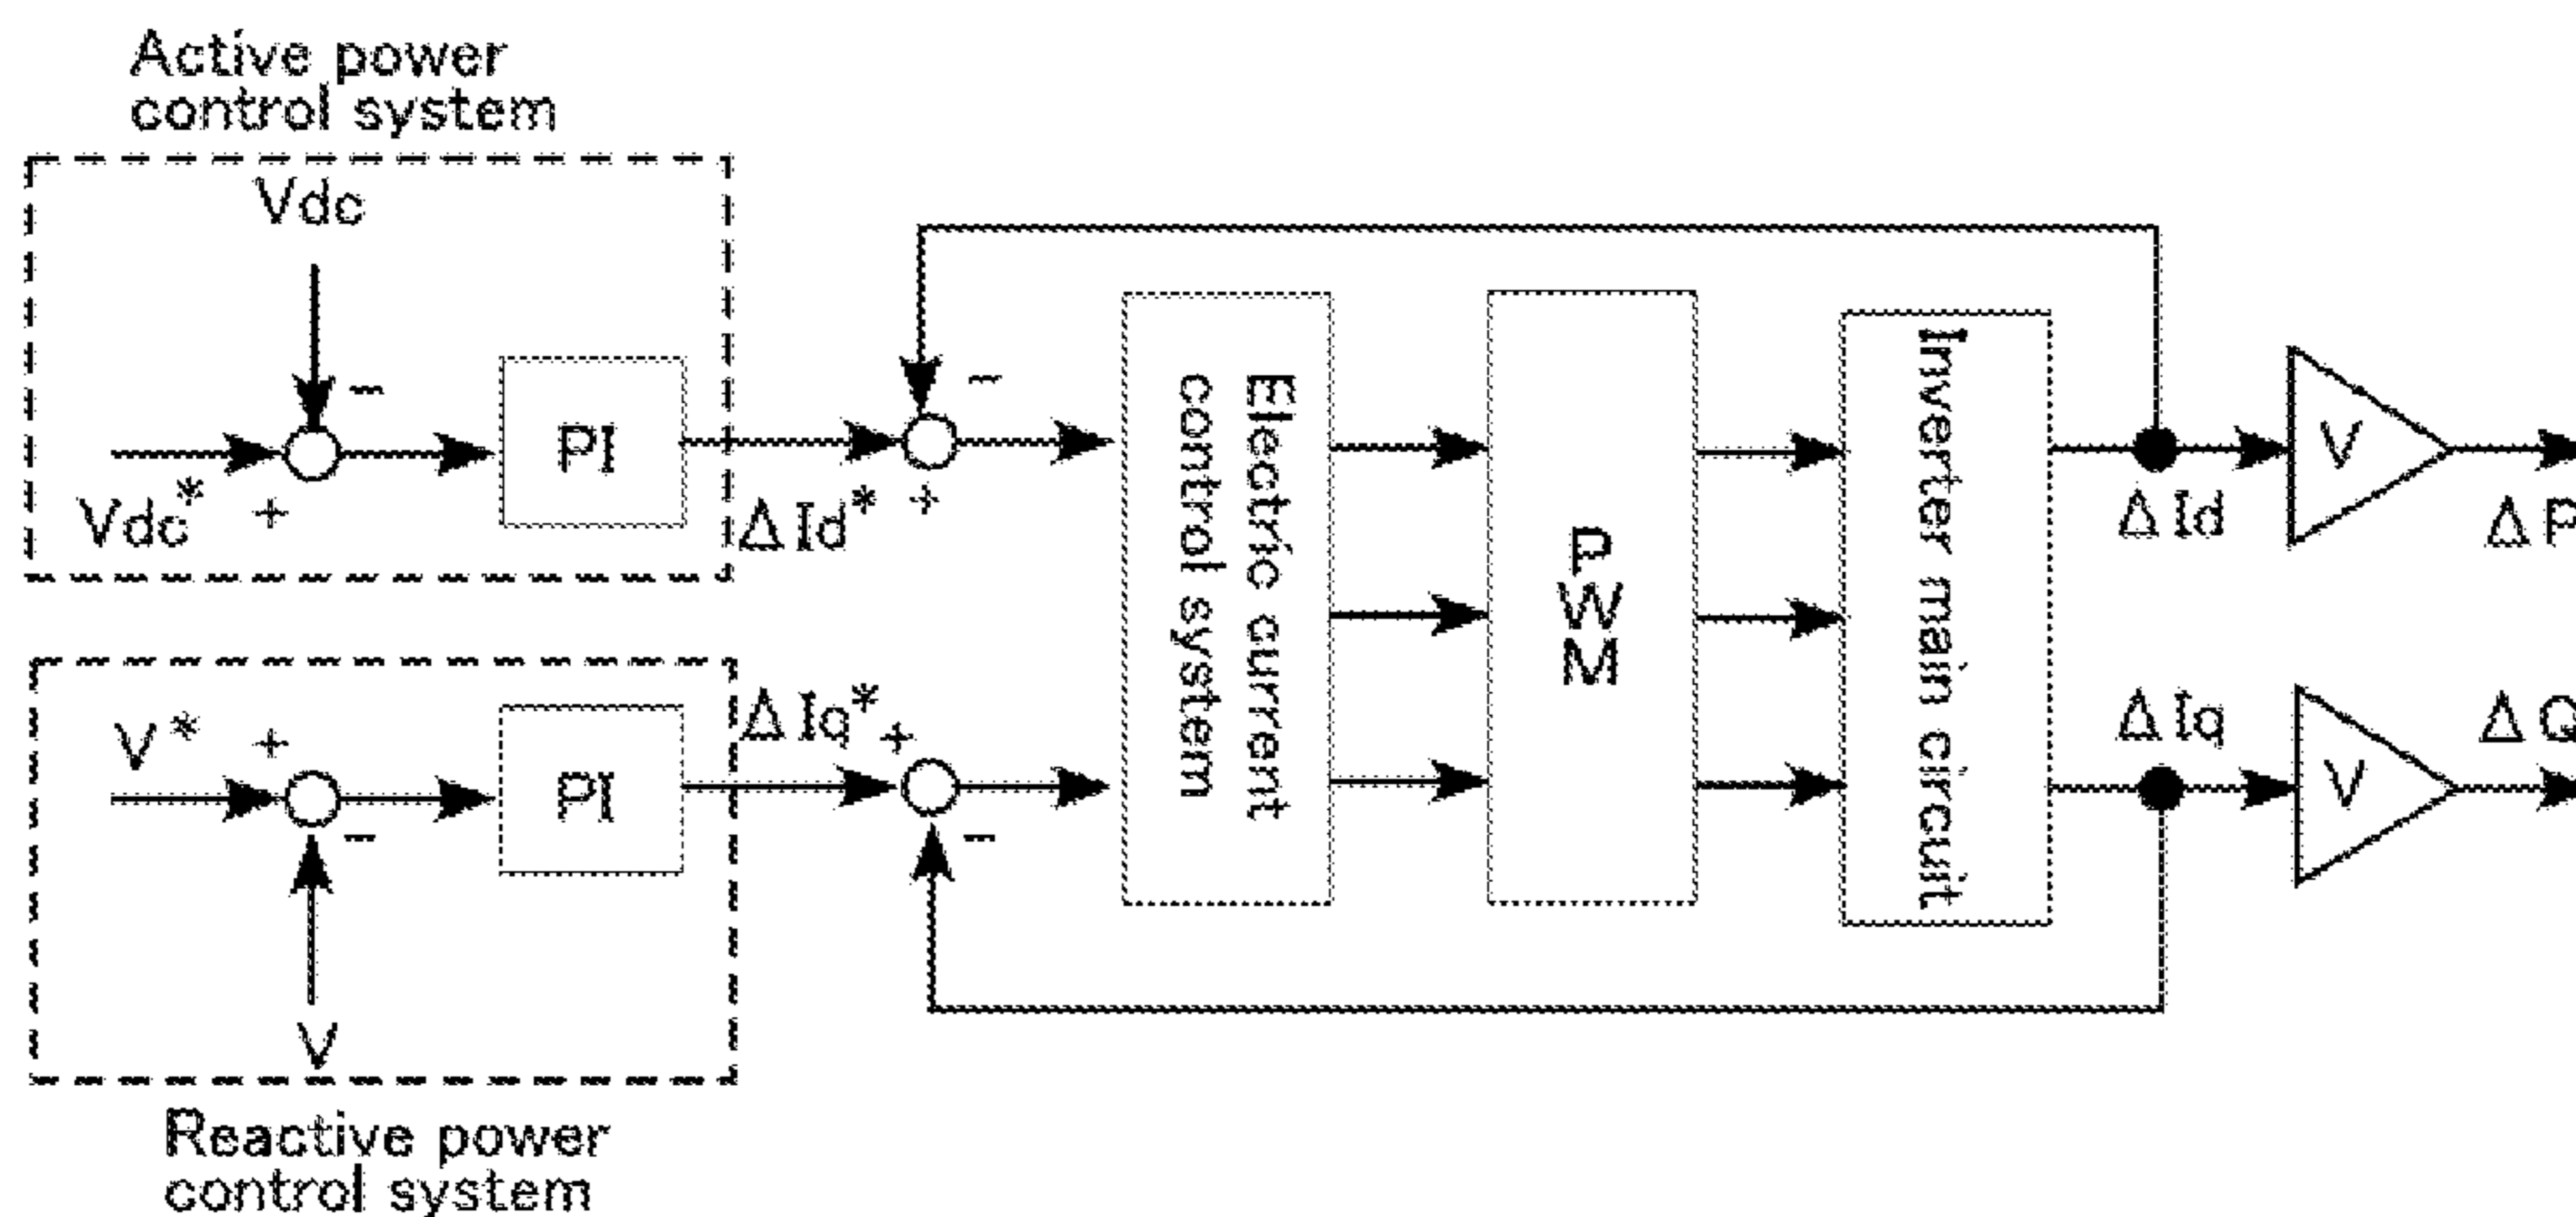 Active power
control system
Vdc
−
PI
Vdc*
+
ΔId*
−
+
Electric current
control system
P
W
M
Inverter main circuit
ΔId
V
ΔP
V*
+
−
PI
V
ΔIq*
+
−
ΔIq
V
ΔQ
Reactive power
control system